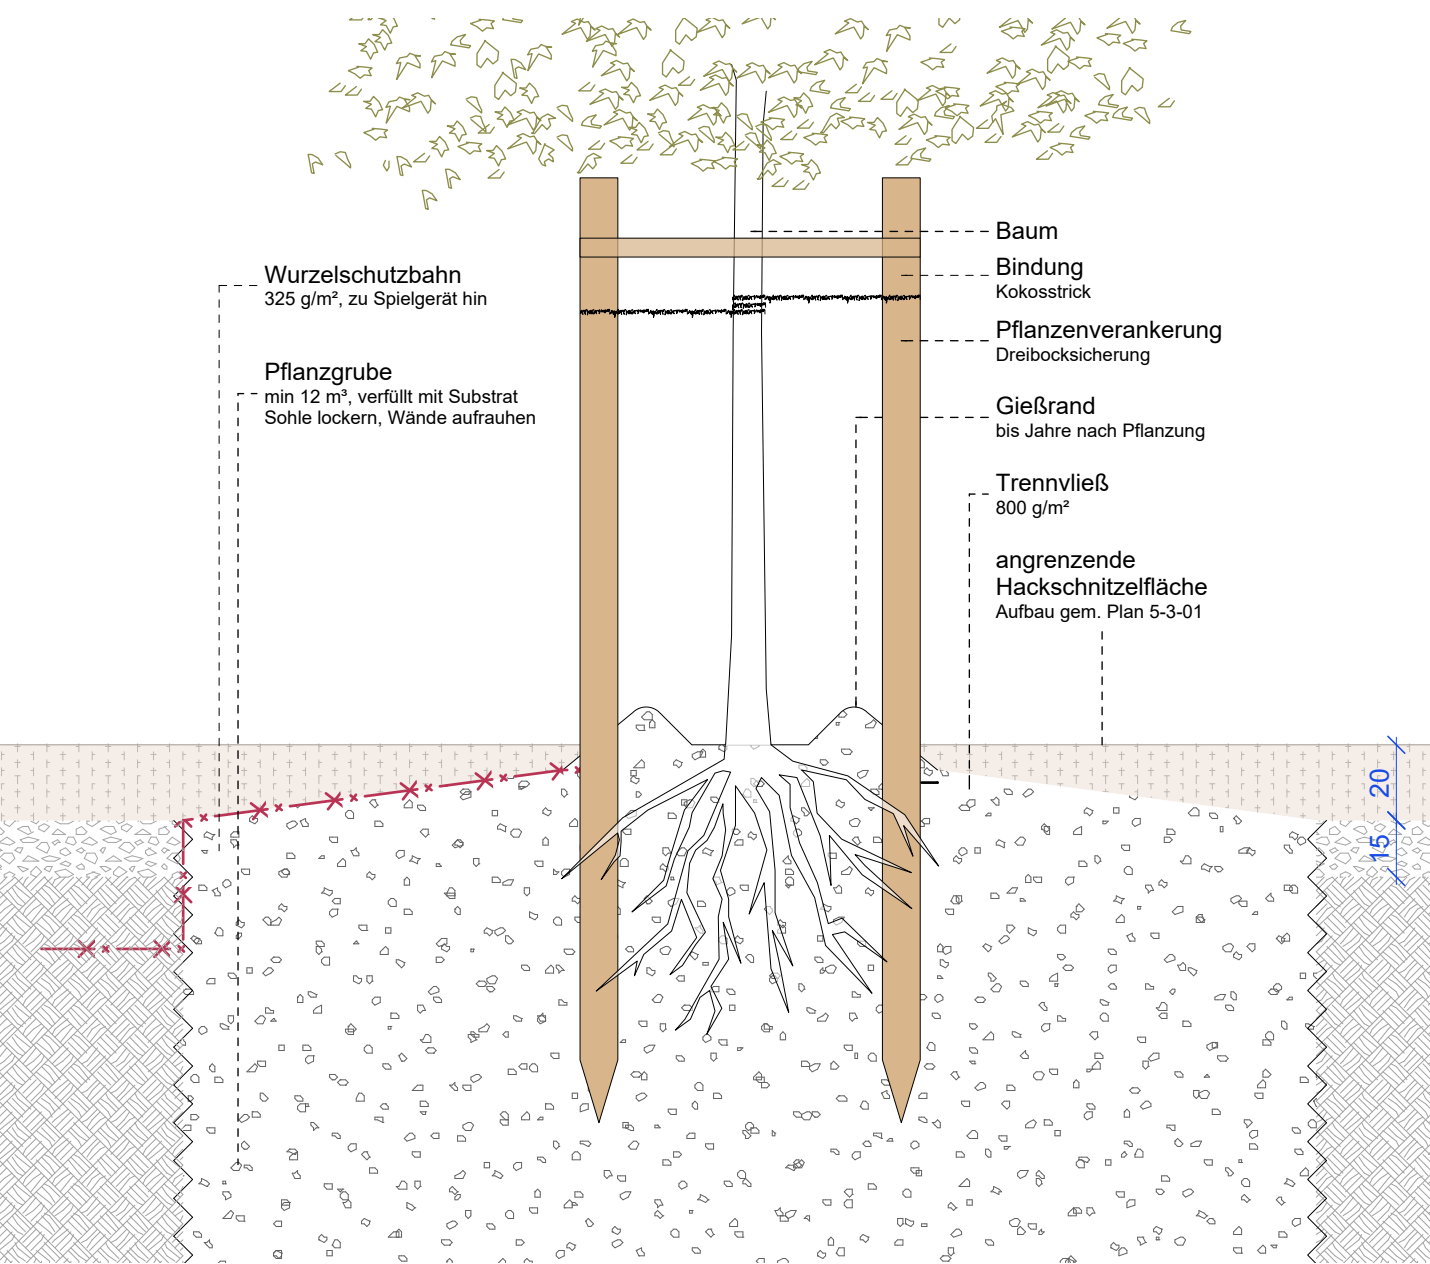 Wurzelschutzbahn
325 g/m², zu Spielgerät hin
Pflanzgrube
min 12 m³, verfüllt mit Substrat
Sohle lockern, Wände aufrauhen
Baum
Bindung
Kokosstrick
Pflanzenverankerung
Dreibocksicherung
Gießrand
bis Jahre nach Pflanzung
Trennvließ
800 g/m²
angrenzende
Hackschnitzelfläche
Aufbau gem. Plan 5-3-01
20
15